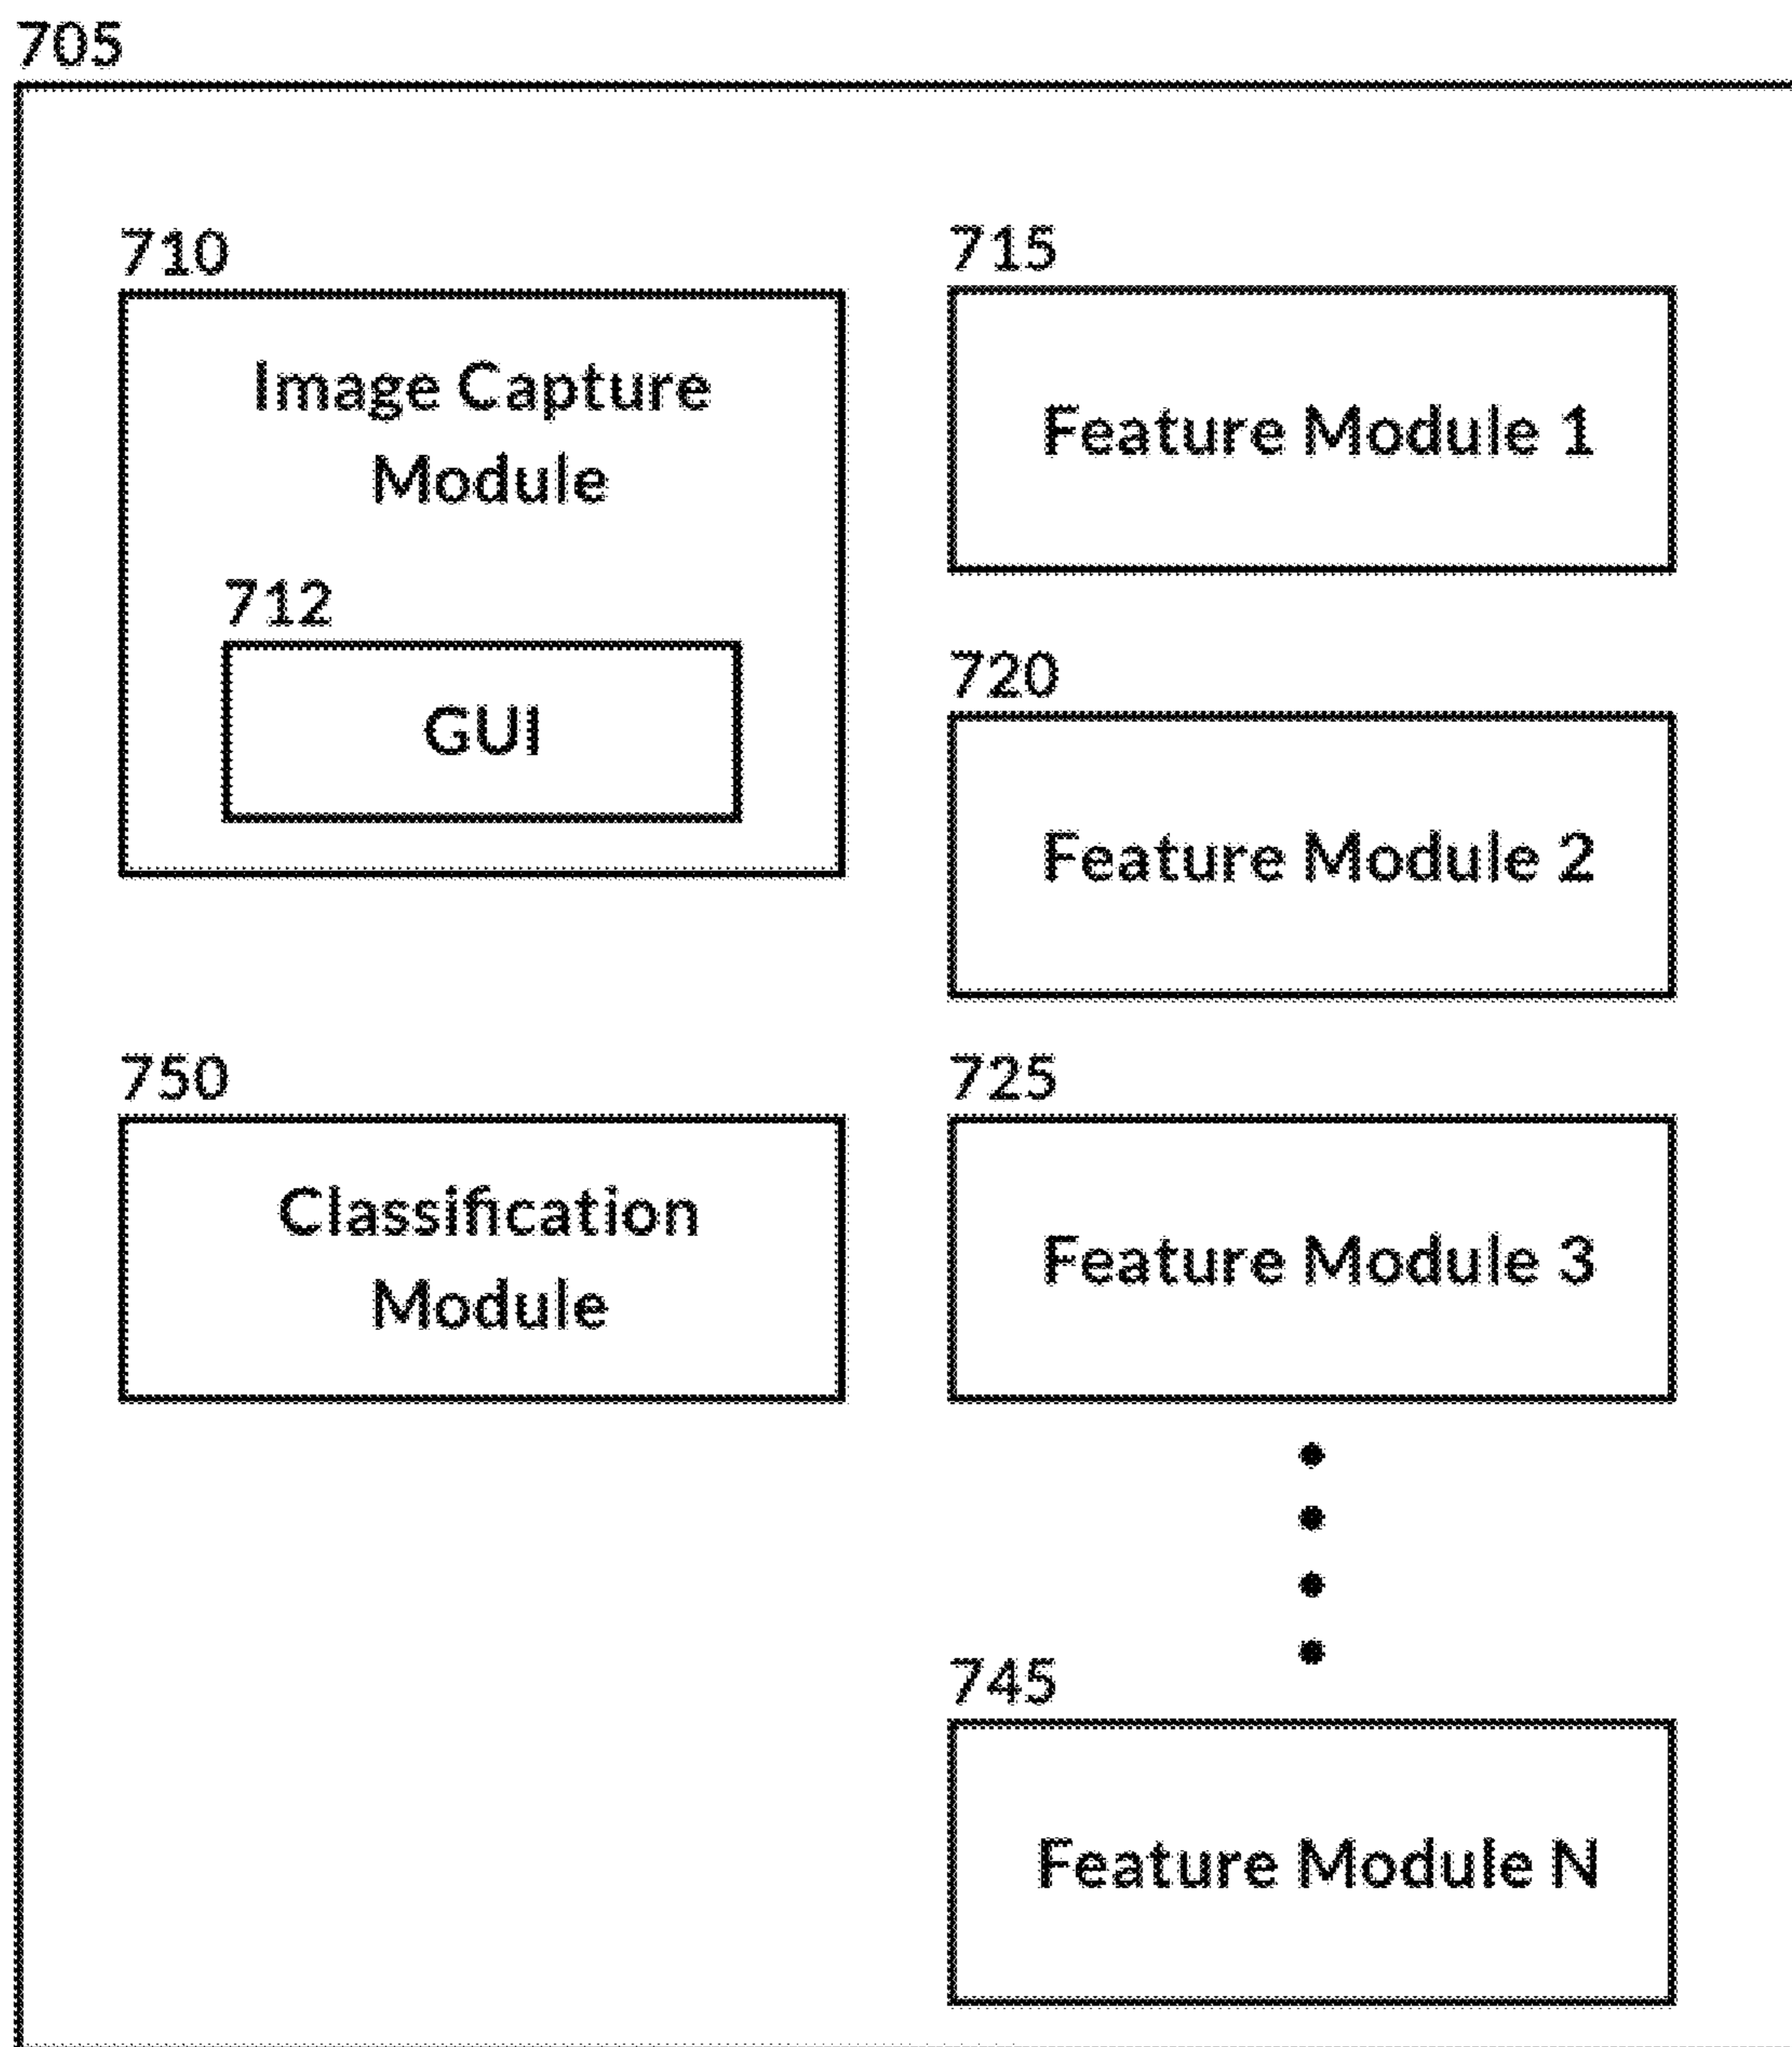 705
710
Image Capture
Module
712
GUI
750
Classification
Module
715
Feature Module 1
720
Feature Module 2
725
Feature Module 3
745
Feature Module N